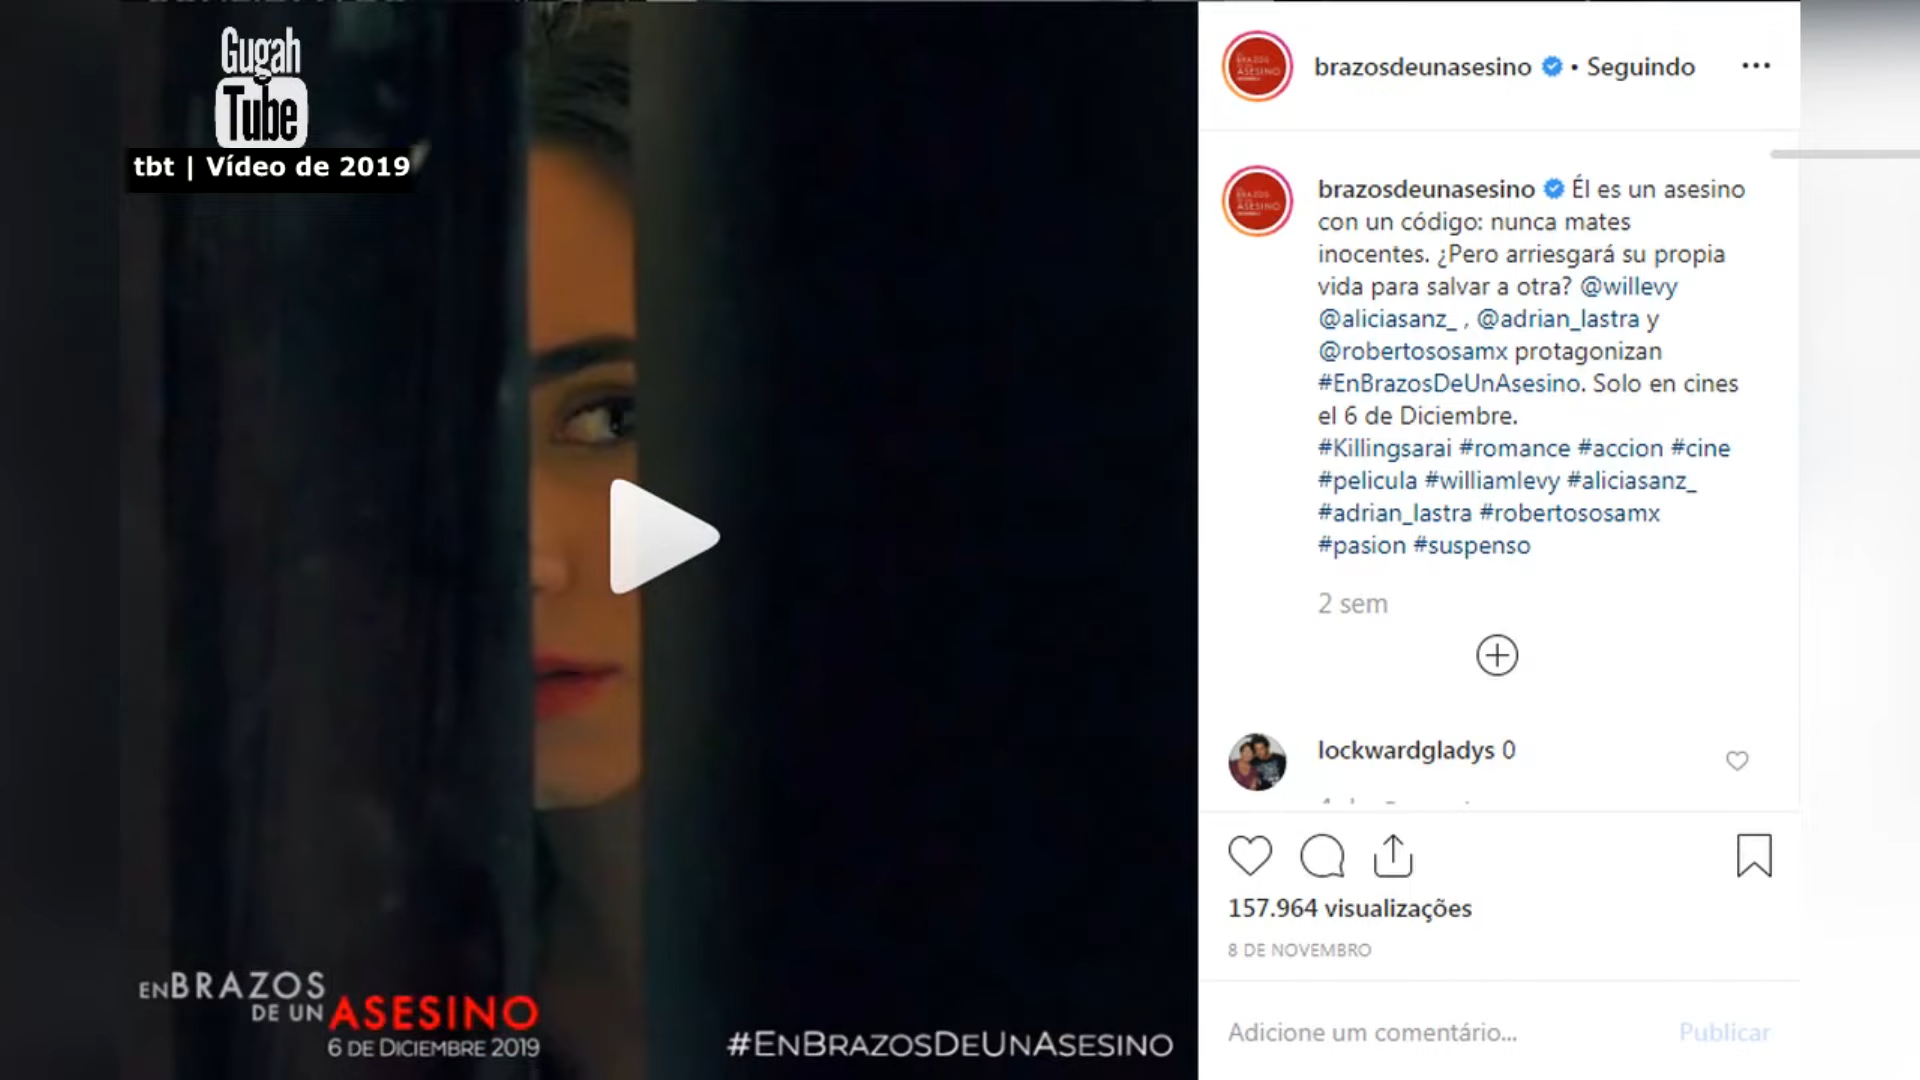 Gugah
Tube
tbt | Vídeo de 2019
EN BRAZOS
DE UN ASESINO
6 DE DICIEMBRE 2019
#ENBRAZOSDEUNASESINO
brazosdeunasesino • Seguindo
brazosdeunasesino Él es un asesino
con un código: nunca mates
inocentes. ¿Pero arriesgará su propia
vida para salvar a otra? @willevy
@aliciasanz_ , @adrian_lastra y
@robertososamx protagonizan
#EnBrazosDeUnAsesino. Solo en cines
el 6 de Diciembre.
#Killingsarai #romance #accion #cine
#pelicula #williamlevy #aliciasanz_
#adrian_lastra #robertososamx
#pasion #suspenso
2 sem
lockwardgladys 0
157.964 visualizações
8 DE NOVEMBRO
Adicione um comentário...
Publicar